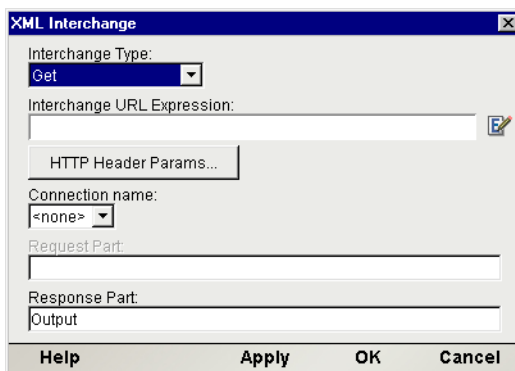 XML Interchange
Interchange Type:
Get
Interchange URL Expression:
E
HTTP Header Params...
Connection name:
<none>
Request Part:
Response Part:
Output
Help Apply OK Cancel